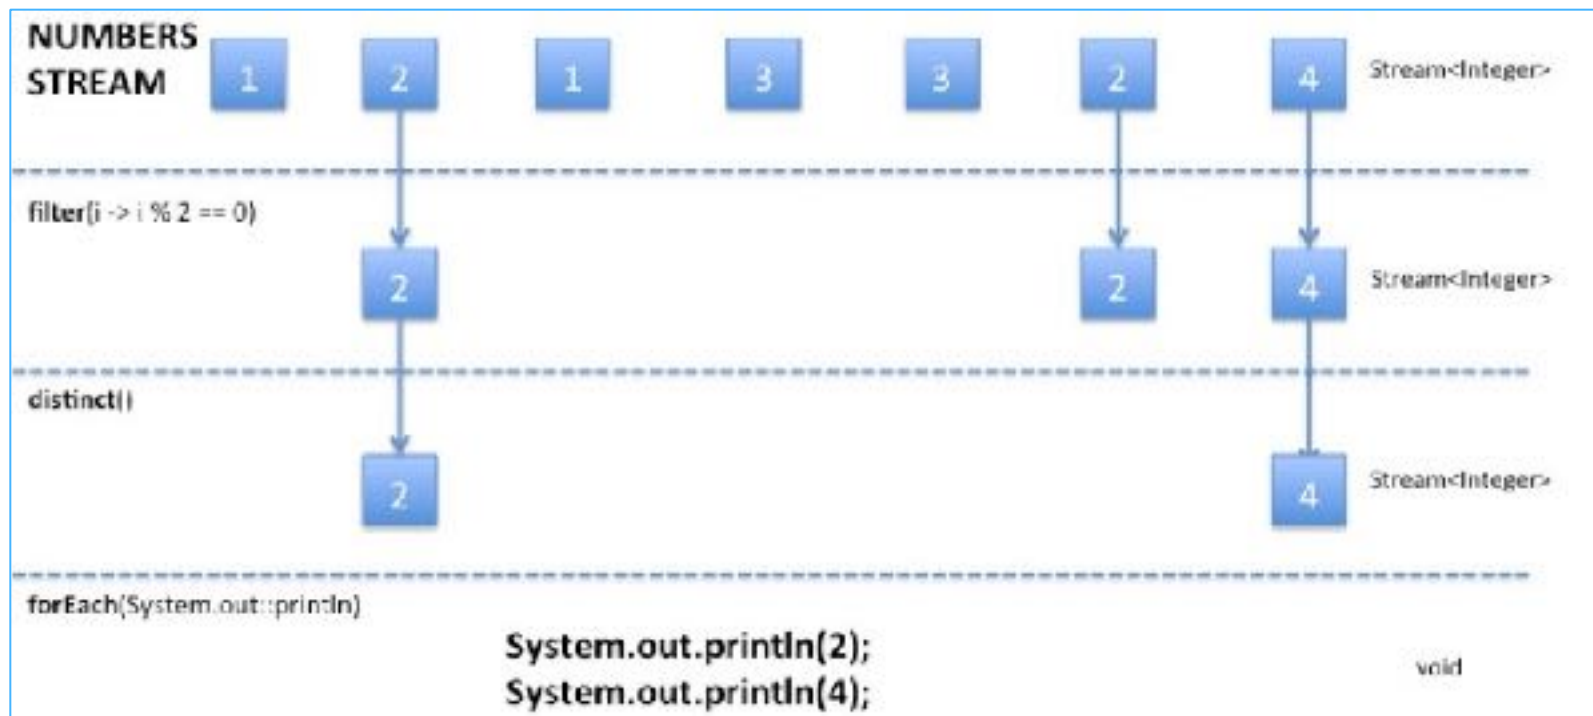 NUMBERS
STREAM
1 2 1 3 3 2 4 Stream<Integer>
filter(i -> i % 2 == 0)
2 2 4 Stream<Integer>
distinct()
2 4 Stream<Integer>
forEach(System.out::println)
System.out.println(2);
System.out.println(4);
void